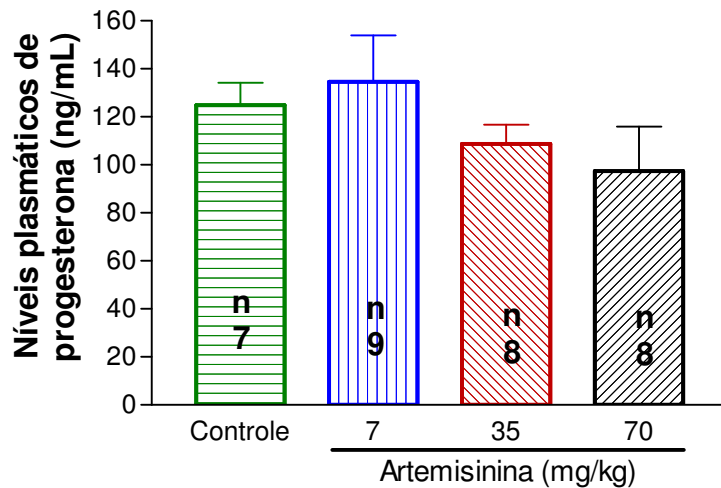 Níveis plasmáticos de
progesterona (ng/mL)
160
140
120
100
80
60
40
20
0
n
7
n
9
n
8
n
8
Controle 7 35 70
Artemisinina (mg/kg)